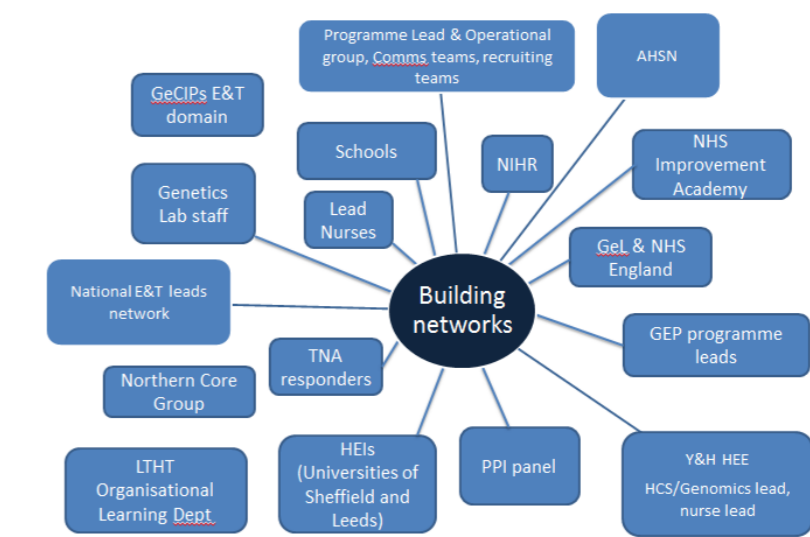 Programme Lead & Operational
group, Comms teams, recruiting
teams
AHSN
GeCIPs E&T
domain
Schools
NIHR
NHS
Improvement
Academy
Genetics
Lab staff
Lead
Nurses
GeL & NHS
England
National E&T leads
network
Building
networks
GEP programme
leads
TNA
responders
Northern Core
Group
LTHT
Organisational
Learning Dept
HEIs
(Universities of
Sheffield and
Leeds)
PPI panel
Y&H HEE
HCS/Genomics lead,
nurse lead